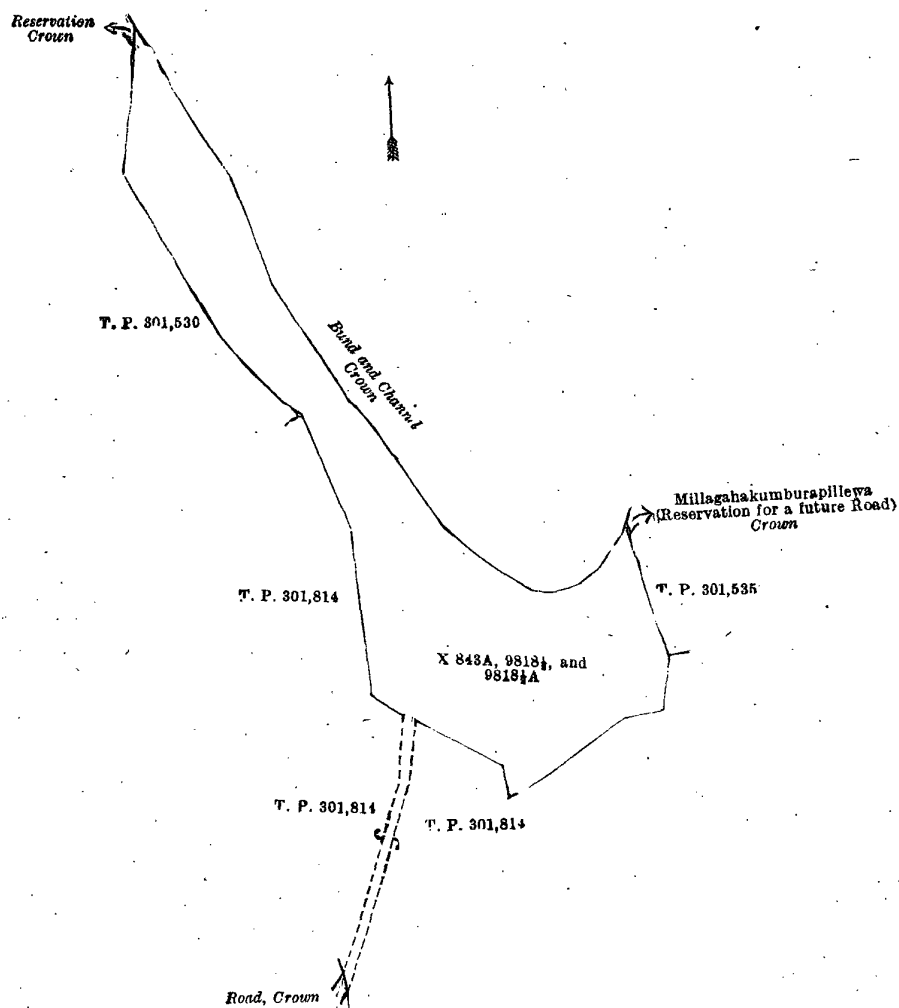 Reservation
Crown
T. P. 301,530
Bund and Channel
Crown
Millagahakumburapillewa
(Reservation for a future Road)
Crown
T. P. 301,814
T. P. 301,535
X 843A, 9818½, and
9818½A
T. P. 301,814
T. P. 301,814
Road, Crown